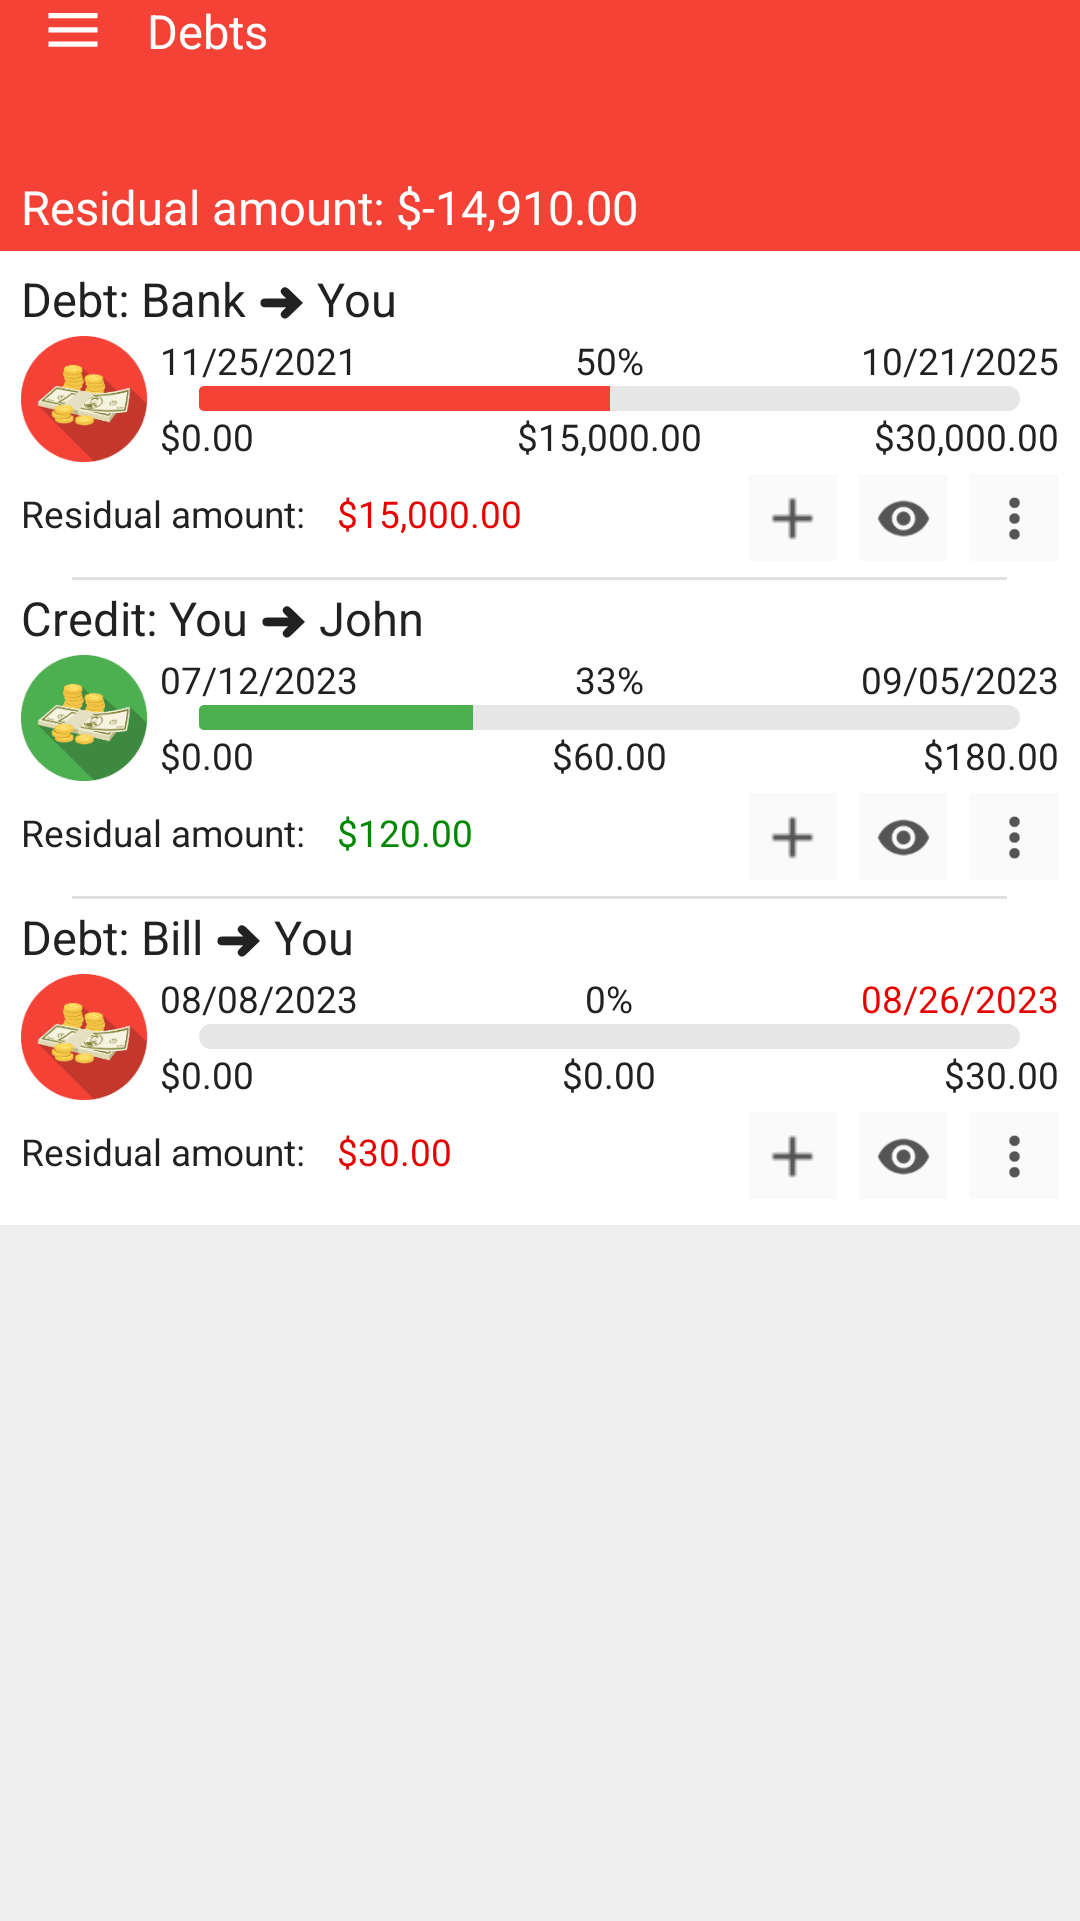 Debts
Residual amount: $-14,910.00
Debt: Bank ➔ You
11/25/2021 50% 10/21/2025
$0.00 $15,000.00 $30,000.00
Residual amount: $15,000.00
Credit: You ➔ John
07/12/2023 33% 09/05/2023
$0.00 $60.00 $180.00
Residual amount: $120.00
Debt: Bill ➔ You
08/08/2023 0% 08/26/2023
$0.00 $0.00 $30.00
Residual amount: $30.00